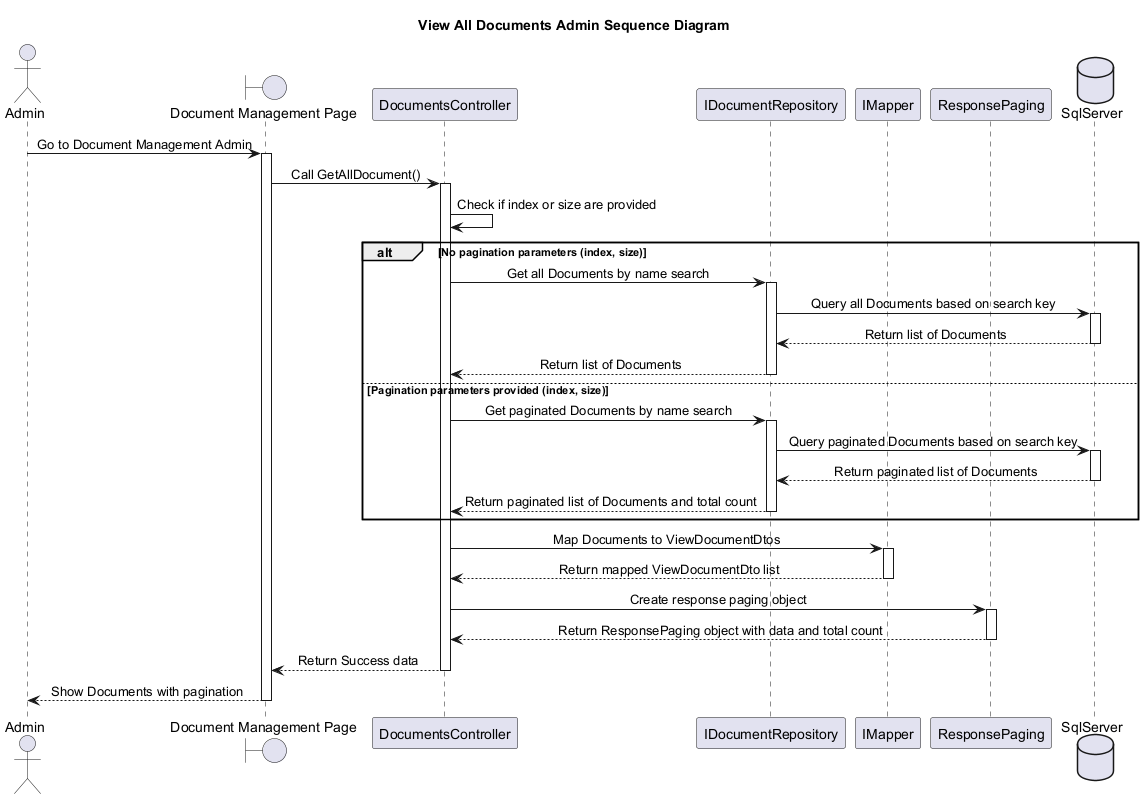 View All Documents Admin Sequence Diagram
Admin
Document Management Page
DocumentsController
IDocumentRepository
IMapper
ResponsePaging
SqlServer
Go to Document Management Admin
Call GetAllDocument()
Check if index or size are provided
alt
[No pagination parameters (index, size)]
Get all Documents by name search
Query all Documents based on search key
Return list of Documents
Return list of Documents
[Pagination parameters provided (index, size)]
Get paginated Documents by name search
Query paginated Documents based on search key
Return paginated list of Documents
Return paginated list of Documents and total count
Map Documents to ViewDocumentDtos
Return mapped ViewDocumentDto list
Create response paging object
Return ResponsePaging object with data and total count
Return Success data
Show Documents with pagination
Admin
Document Management Page
DocumentsController
IDocumentRepository
IMapper
ResponsePaging
SqlServer